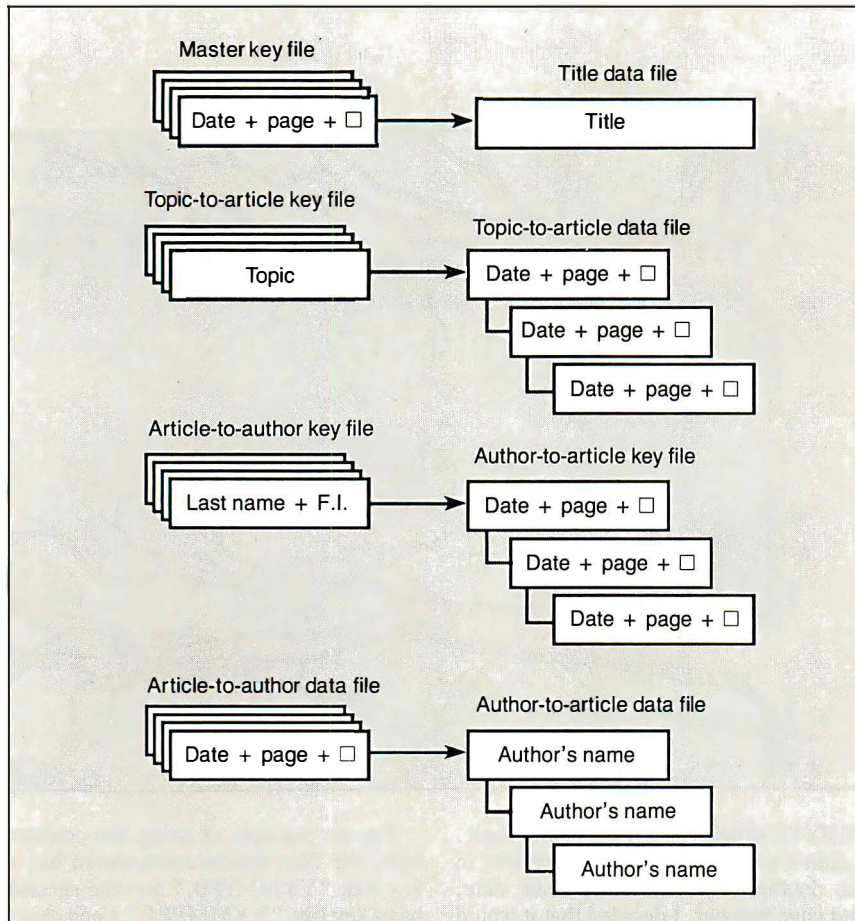 Master key file
Title data file
Date + page + □
Title
Topic-to-article key file
Topic-to-article data file
Topic
Date + page + □
Date + page + □
Date + page + □
Article-to-author key file
Author-to-article key file
Last name + F.I.
Date + page + □
Date + page + □
Date + page + □
Article-to-author data file
Author-to-article data file
Date + page + □
Author's name
Author's name
Author's name